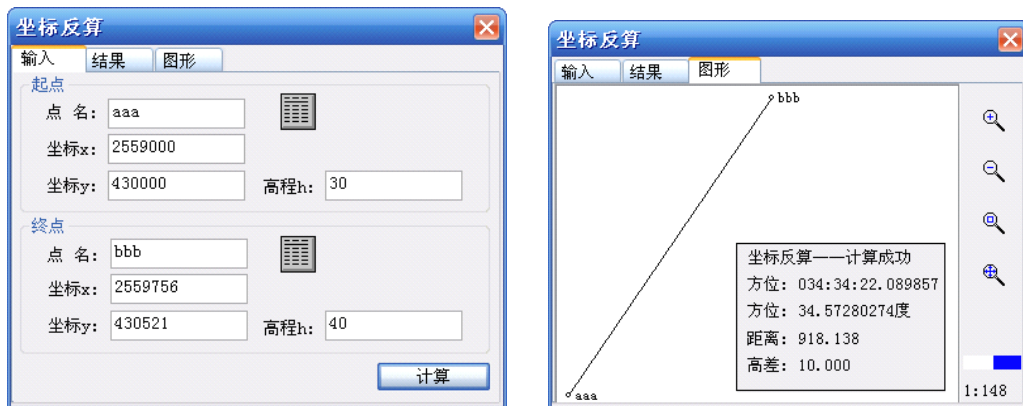 坐标反算
输入 结果 图形
起点
点 名: aaa
坐标x: 2559000
坐标y: 430000 高程h: 30
终点
点 名: bbb
坐标x: 2559756
坐标y: 430521 高程h: 40
计算
坐标反算
输入 结果 图形
bbb
坐标反算——计算成功
方位: 034:34:22.089857
方位: 34.57280274度
距离: 918.138
高差: 10.000
aaa
1:148